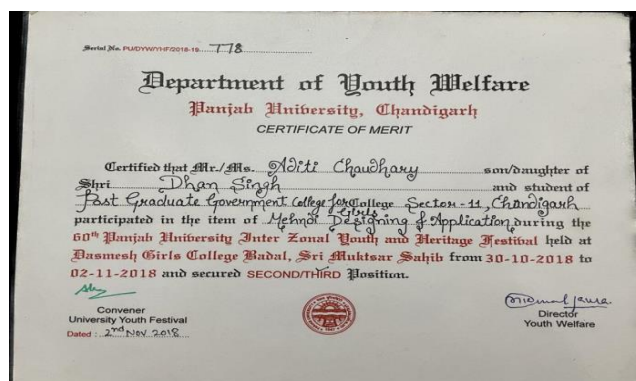 Serial No. PU/DYW/YHF/2018-19 778
Department of Youth Welfare
Panjab University, Chandigarh
CERTIFICATE OF MERIT
Certified that Mr./Ms. Aditi Chaudhary son/daughter of
Shri Dhan Singh and student of
Post Graduate Government College for Girls College Sector-11, Chandigarh
participated in the item of Mehndi Designing & Application during the
60th Panjab University Inter Zonal Youth and Heritage Festival held at
Dasmesh Girls College Badal, Sri Muktsar Sahib from 30-10-2018 to
02-11-2018 and secured SECOND/THIRD Position.
Convener
University Youth Festival
Dated : 2nd Nov 2018
Director
Youth Welfare